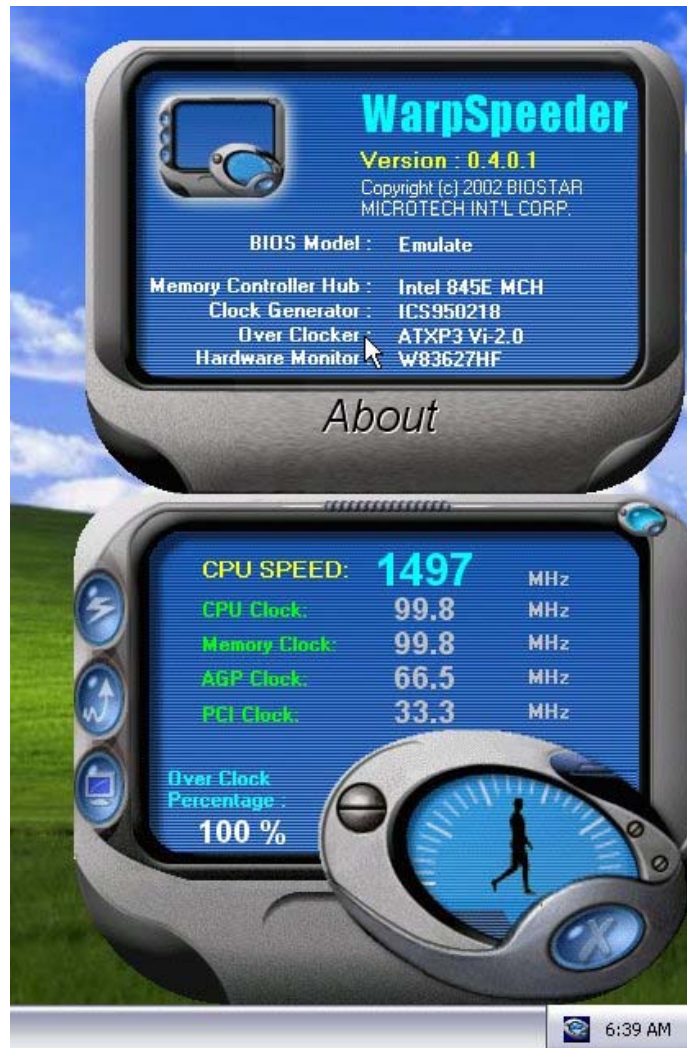 WarpSpeeder
Version : 0.4.0.1
Copyright (c) 2002 BIOSTAR
MICROTECH INT'L CORP.
BIOS Model : Emulate
Memory Controller Hub : Intel 845E MCH
Clock Generator : ICS950218
Over Clocker : ATXP3 Vi-2.0
Hardware Monitor W83627HF
About
CPU SPEED: 1497 MHz
CPU Clock: 99.8 MHz
Memory Clock: 99.8 MHz
AGP Clock: 66.5 MHz
PCI Clock: 33.3 MHz
Over Clock
Percentage :
100 %
X
6:39 AM